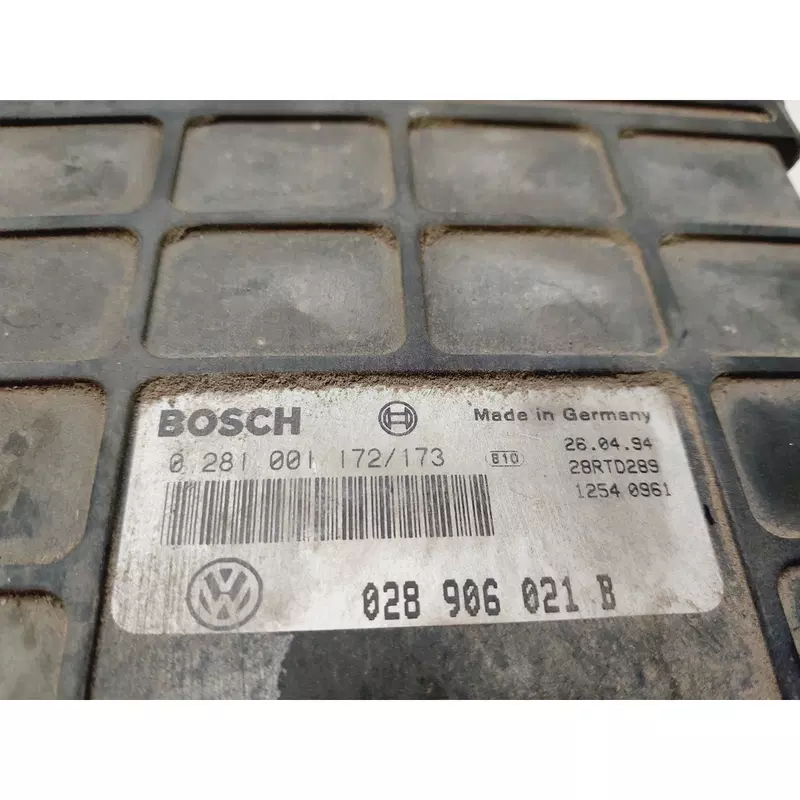 BOSCH Made in Germany
26.04.94
0 281 001 172/173 B10 28RTD289
1254 0961
VW 028 906 021 B